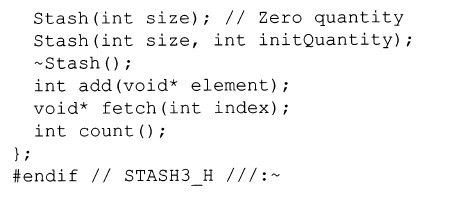 Stash(int size); // Zero quantity
Stash(int size, int initQuantity);
~Stash();
int add(void* element);
void* fetch(int index);
int count();
};
#endif // STASH3_H ///:~